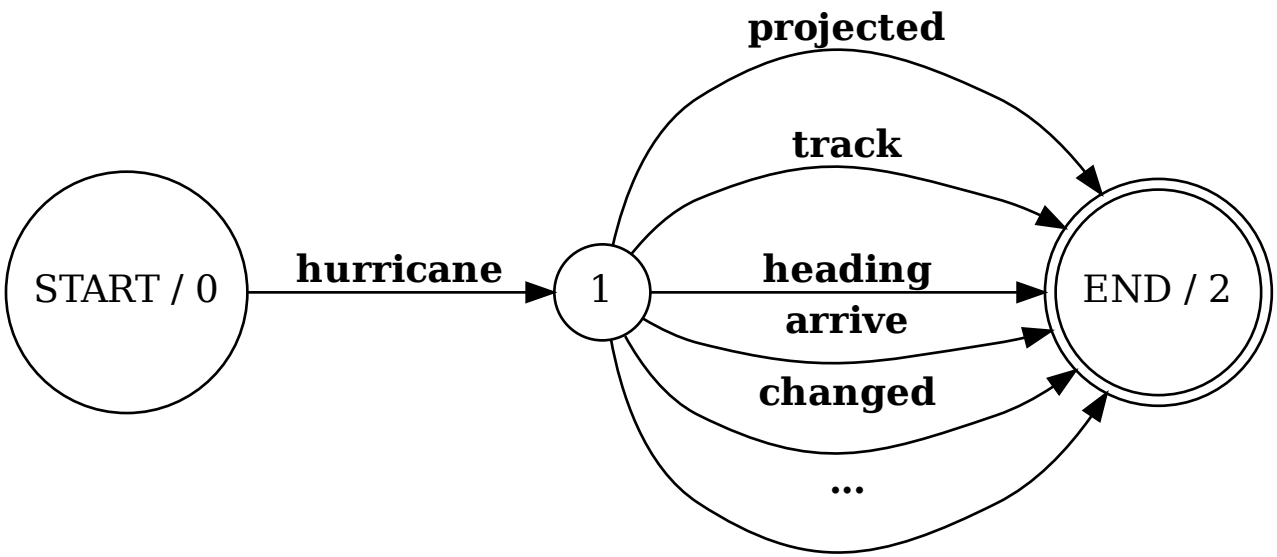 START / 0
hurricane
1
projected
track
heading
arrive
changed
...
END / 2